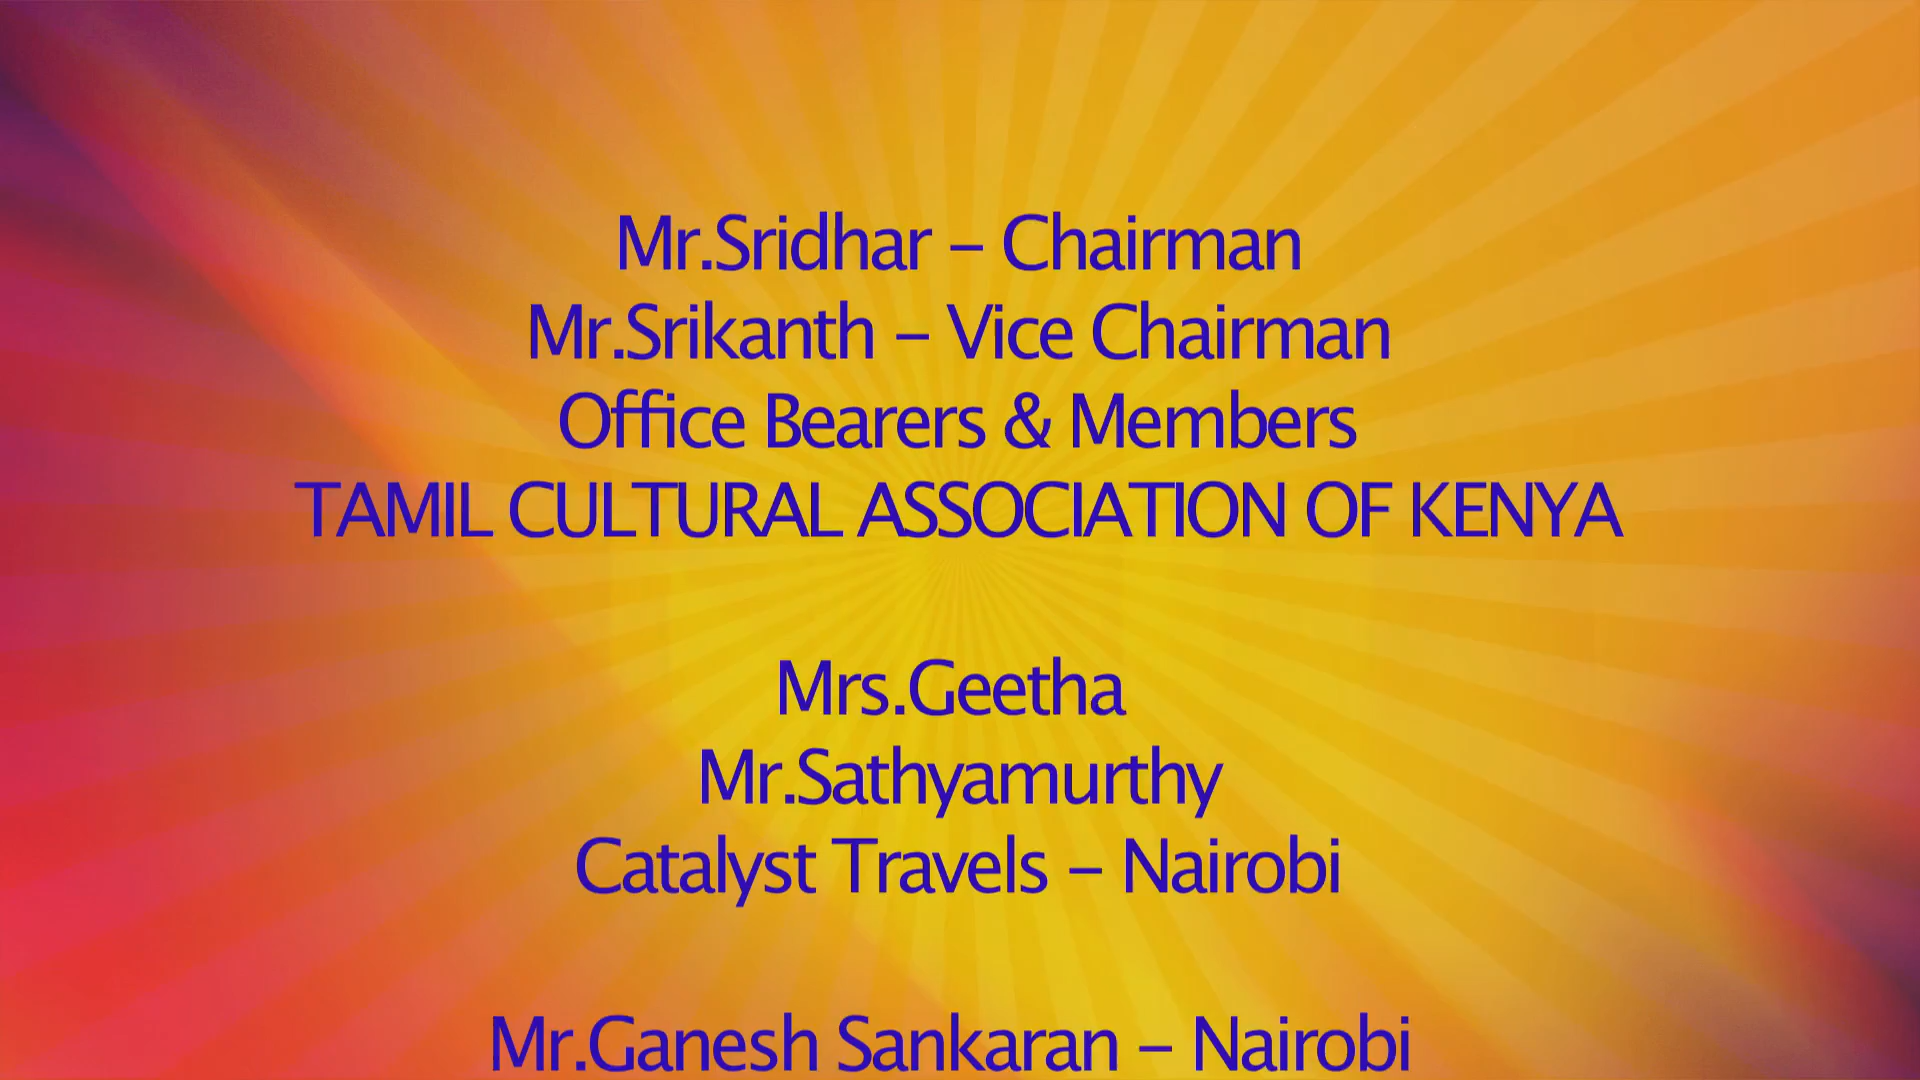 Mr.Sridhar – Chairman
Mr.Srikanth – Vice Chairman
Office Bearers & Members
TAMIL CULTURAL ASSOCIATION OF KENYA
Mrs.Geetha
Mr.Sathyamurthy
Catalyst Travels – Nairobi
Mr.Ganesh Sankaran – Nairobi